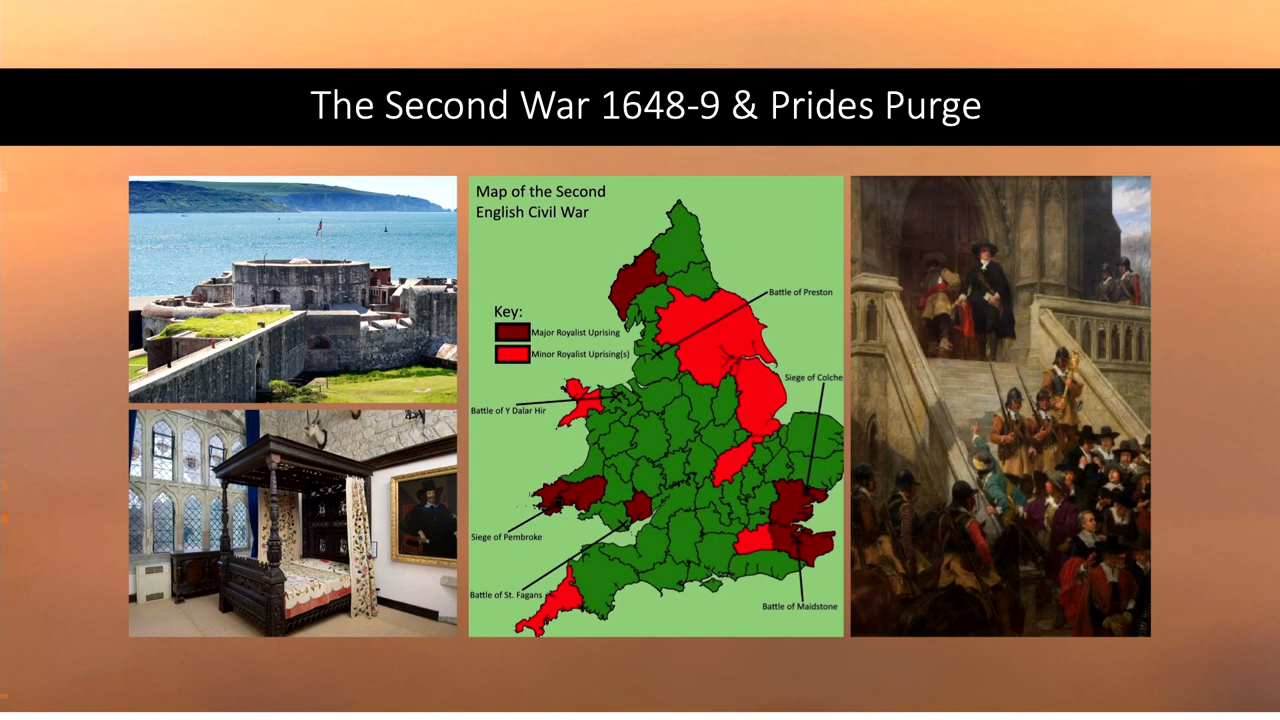 The Second War 1648-9 & Prides Purge
Map of the Second
English Civil War
Battle of Preston
Key:
Major Royalist Uprising
Minor Royalist Uprising(s)
Siege of Colche
Battle of Y Dalar Hir
Siege of Pembroke
Battle of St. Fagans
Battle of Maidstone